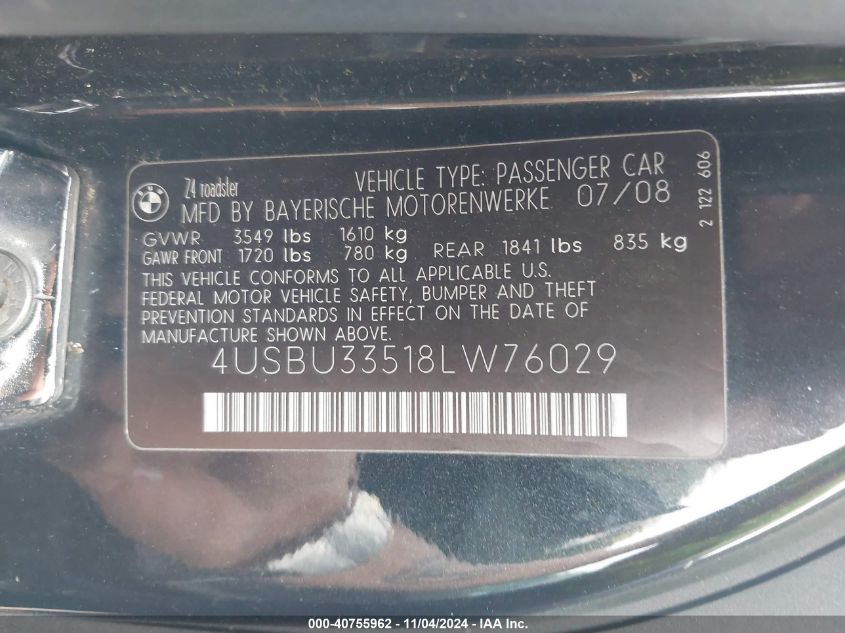 BMW
Z4 roadster
VEHICLE TYPE: PASSENGER CAR
MFD BY BAYERISCHE MOTORENWERKE 07/08
GVWR 3549 lbs 1610 kg
GAWR FRONT 1720 lbs 780 kg REAR 1841 lbs 835 kg
THIS VEHICLE CONFORMS TO ALL APPLICABLE U.S.
FEDERAL MOTOR VEHICLE SAFETY, BUMPER AND THEFT
PREVENTION STANDARDS IN EFFECT ON THE DATE OF
MANUFACTURE SHOWN ABOVE.
4USBU33518LW76029
2 122 606
000-40755962 - 11/04/2024 - IAA Inc.